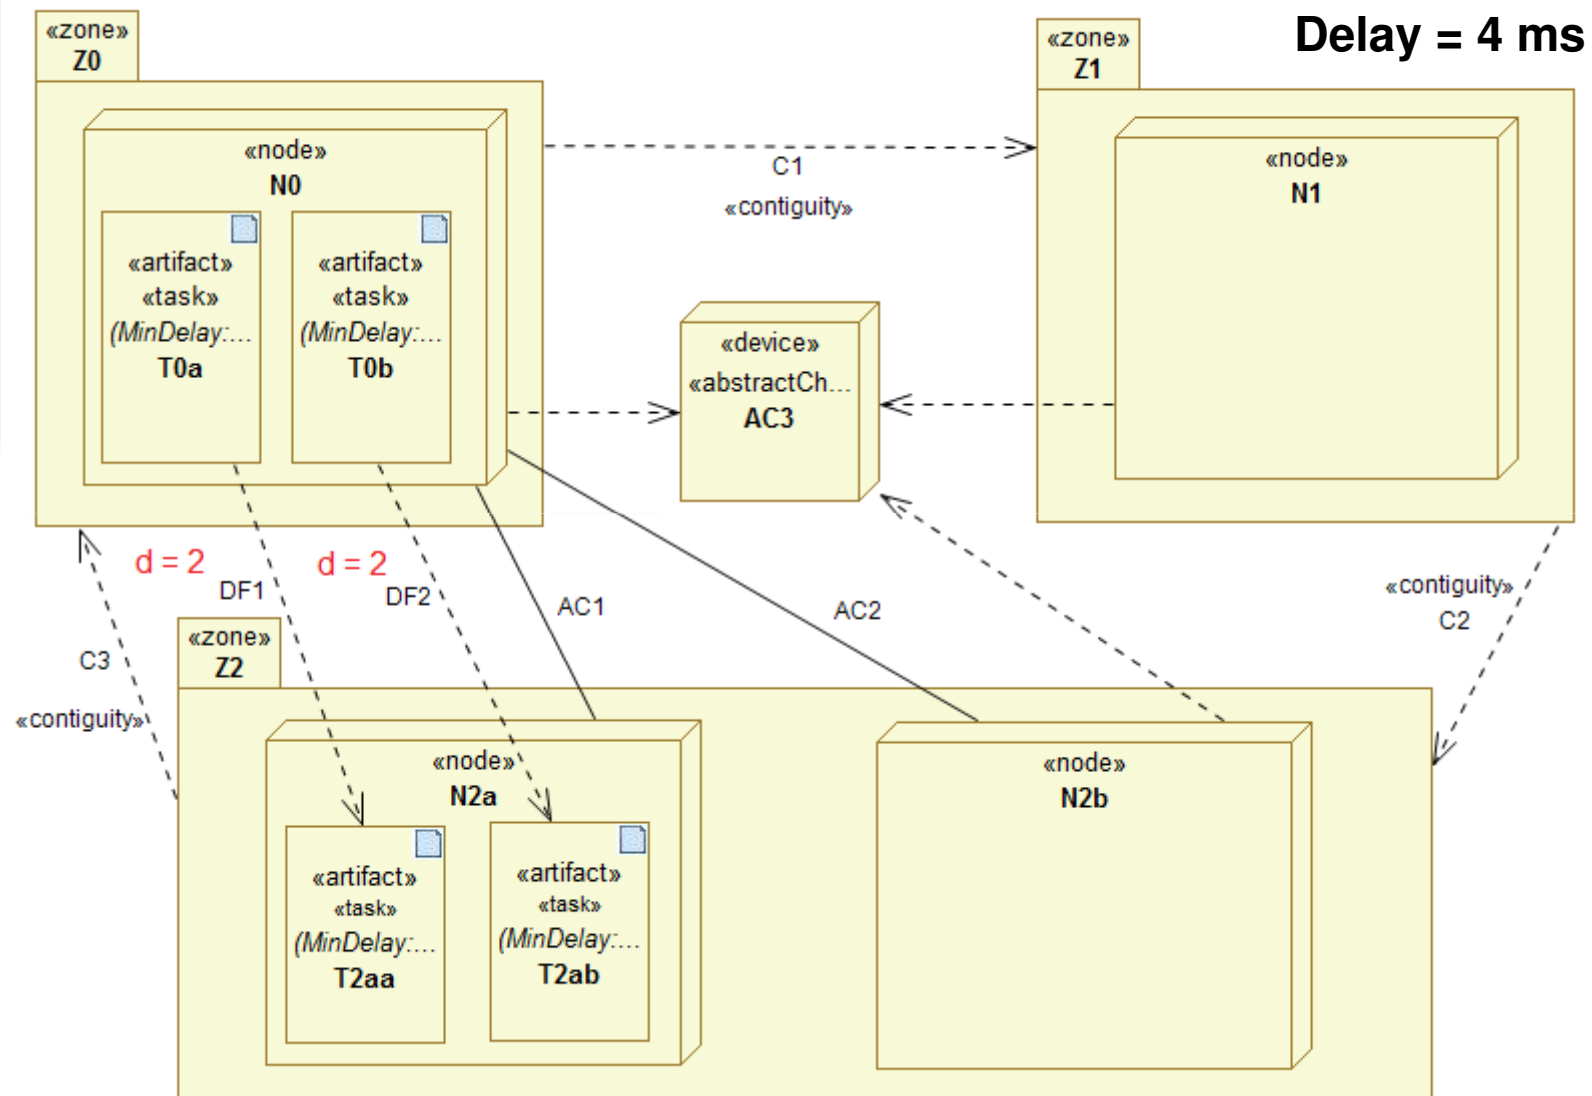 Delay = 4 ms
«zone»
Z0
«node»
N0
«artifact»
«task»
(MinDelay:...
T0a
«artifact»
«task»
(MinDelay:...
T0b
C1
«contiguity»
«zone»
Z1
«node»
N1
«device»
«abstractCh...
AC3
d = 2
DF1
d = 2
DF2
AC1
AC2
«contiguity»
C2
C3
«contiguity»
«zone»
Z2
«node»
N2a
«artifact»
«task»
(MinDelay:...
T2aa
«artifact»
«task»
(MinDelay:...
T2ab
«node»
N2b